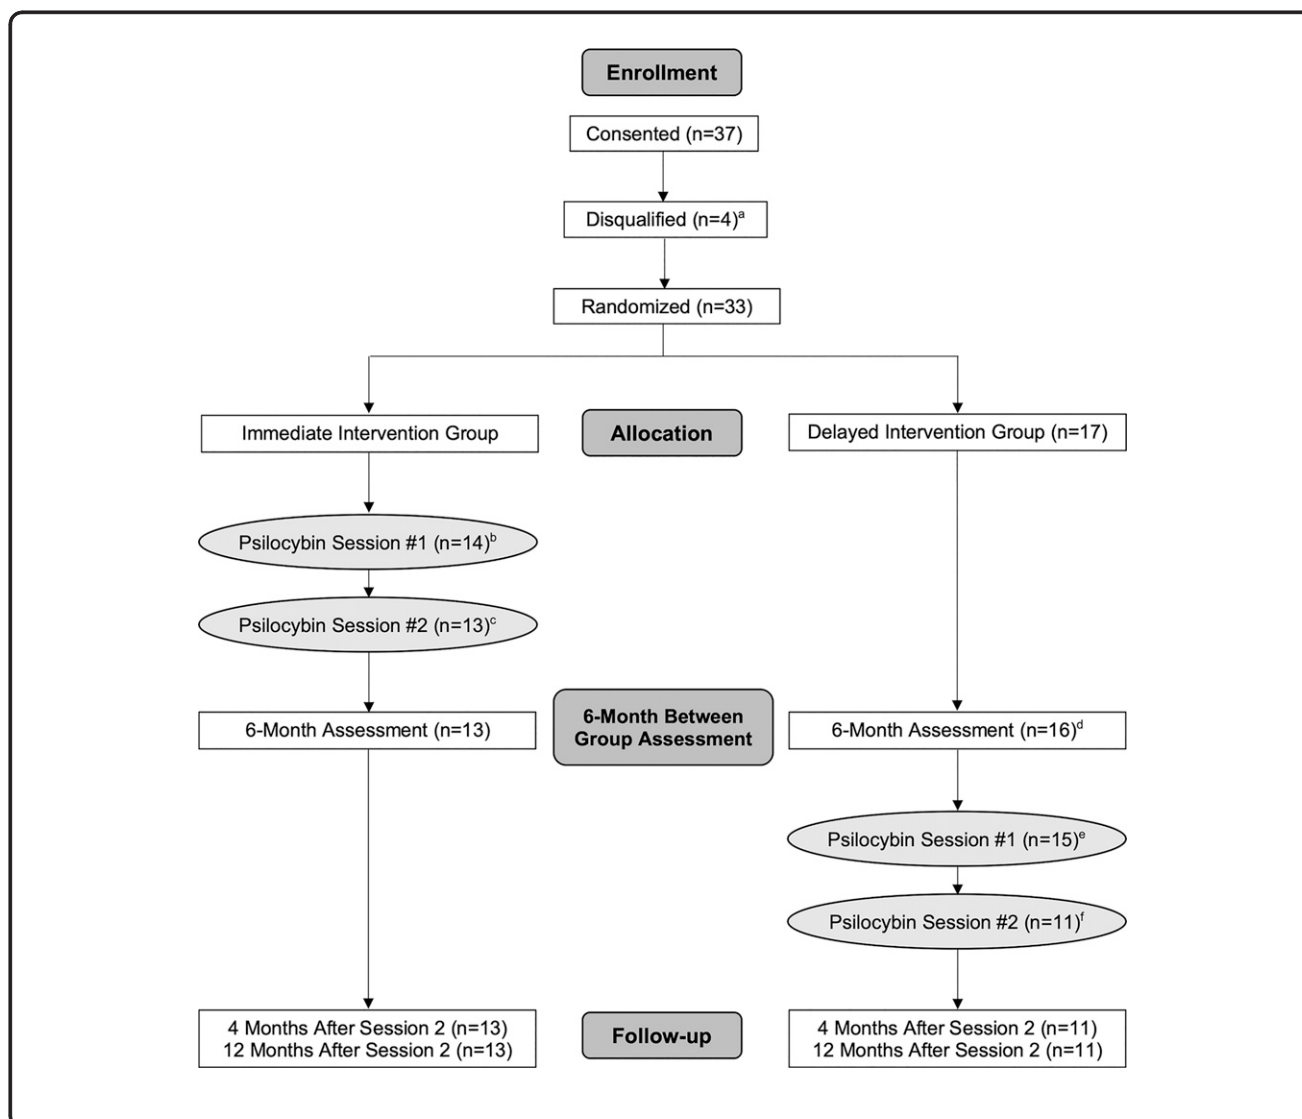 Enrollment
Consented (n=37)
Disqualified (n=4)ᵃ
Randomized (n=33)
Immediate Intervention Group
Allocation
Delayed Intervention Group (n=17)
Psilocybin Session #1 (n=14)ᵇ
Psilocybin Session #2 (n=13)ᶜ
6-Month Assessment (n=13)
6-Month Between
Group Assessment
6-Month Assessment (n=16)ᵈ
Psilocybin Session #1 (n=15)ᵉ
Psilocybin Session #2 (n=11)ᶠ
4 Months After Session 2 (n=13)
12 Months After Session 2 (n=13)
Follow-up
4 Months After Session 2 (n=11)
12 Months After Session 2 (n=11)